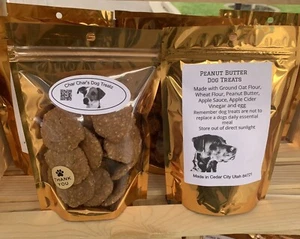 Char Char's Dog Treats
THANK
YOU
PEANUT BUTTER
DOG TREATS
Made with Ground Oat Flour,
Wheat Flour, Peanut Butter,
Apple Sauce, Apple Cider
Vinegar and egg
Remember dog treats are not to
replace a dogs daily essential
meal
Store out of direct sunlight
Made in Cedar City Utah 84721